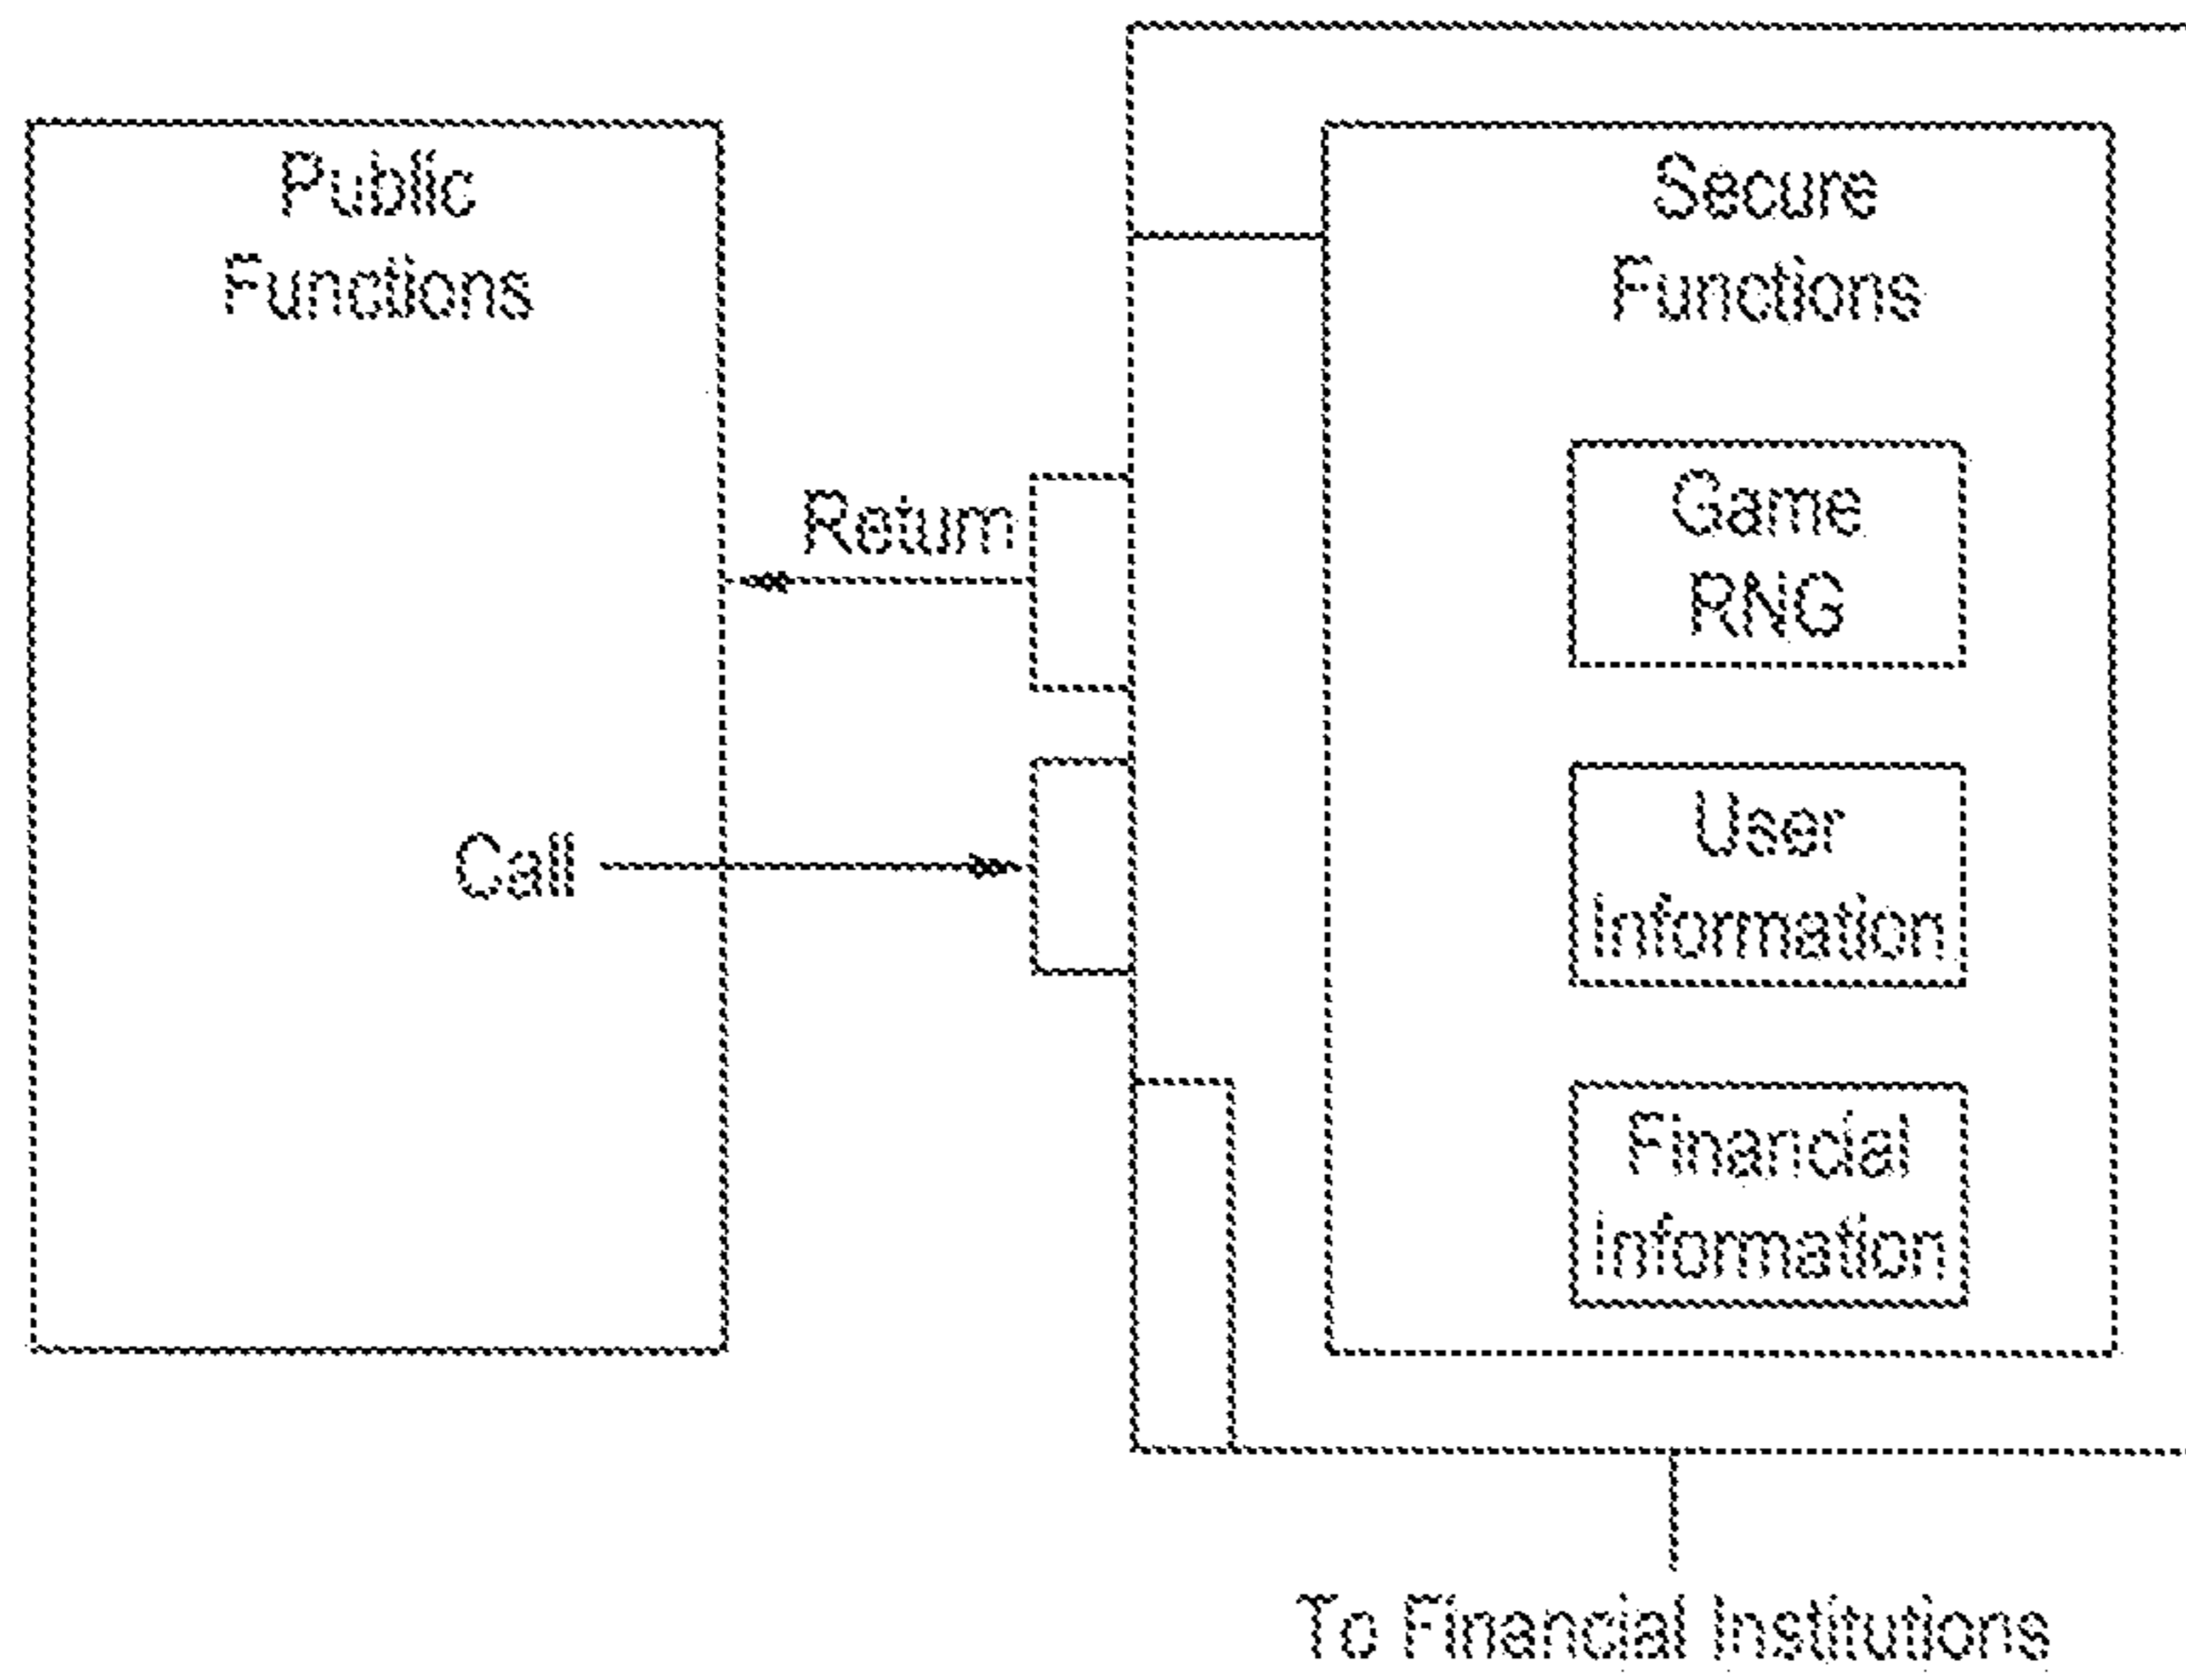 Public
Functions
Return
Call
Secure
Functions
Game
RNG
User
Information
Financial
Information
To Financial Institutions